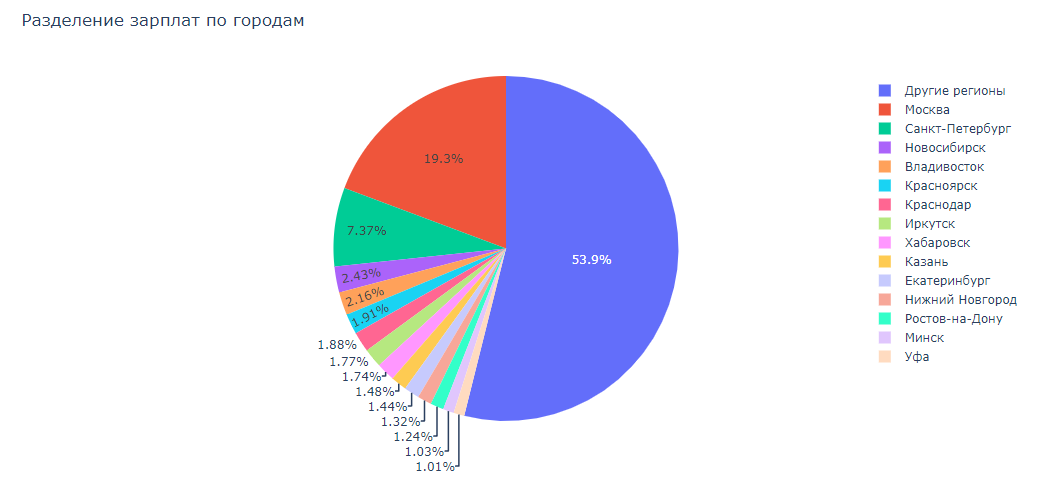 Разделение зарплат по городам
53.9%
19.3%
7.37%
2.43%
2.16%
1.91%
1.88%
1.77%
1.74%
1.48%
1.44%
1.32%
1.24%
1.03%
1.01%
Другие регионы
Москва
Санкт-Петербург
Новосибирск
Владивосток
Красноярск
Краснодар
Иркутск
Хабаровск
Казань
Екатеринбург
Нижний Новгород
Ростов-на-Дону
Минск
Уфа